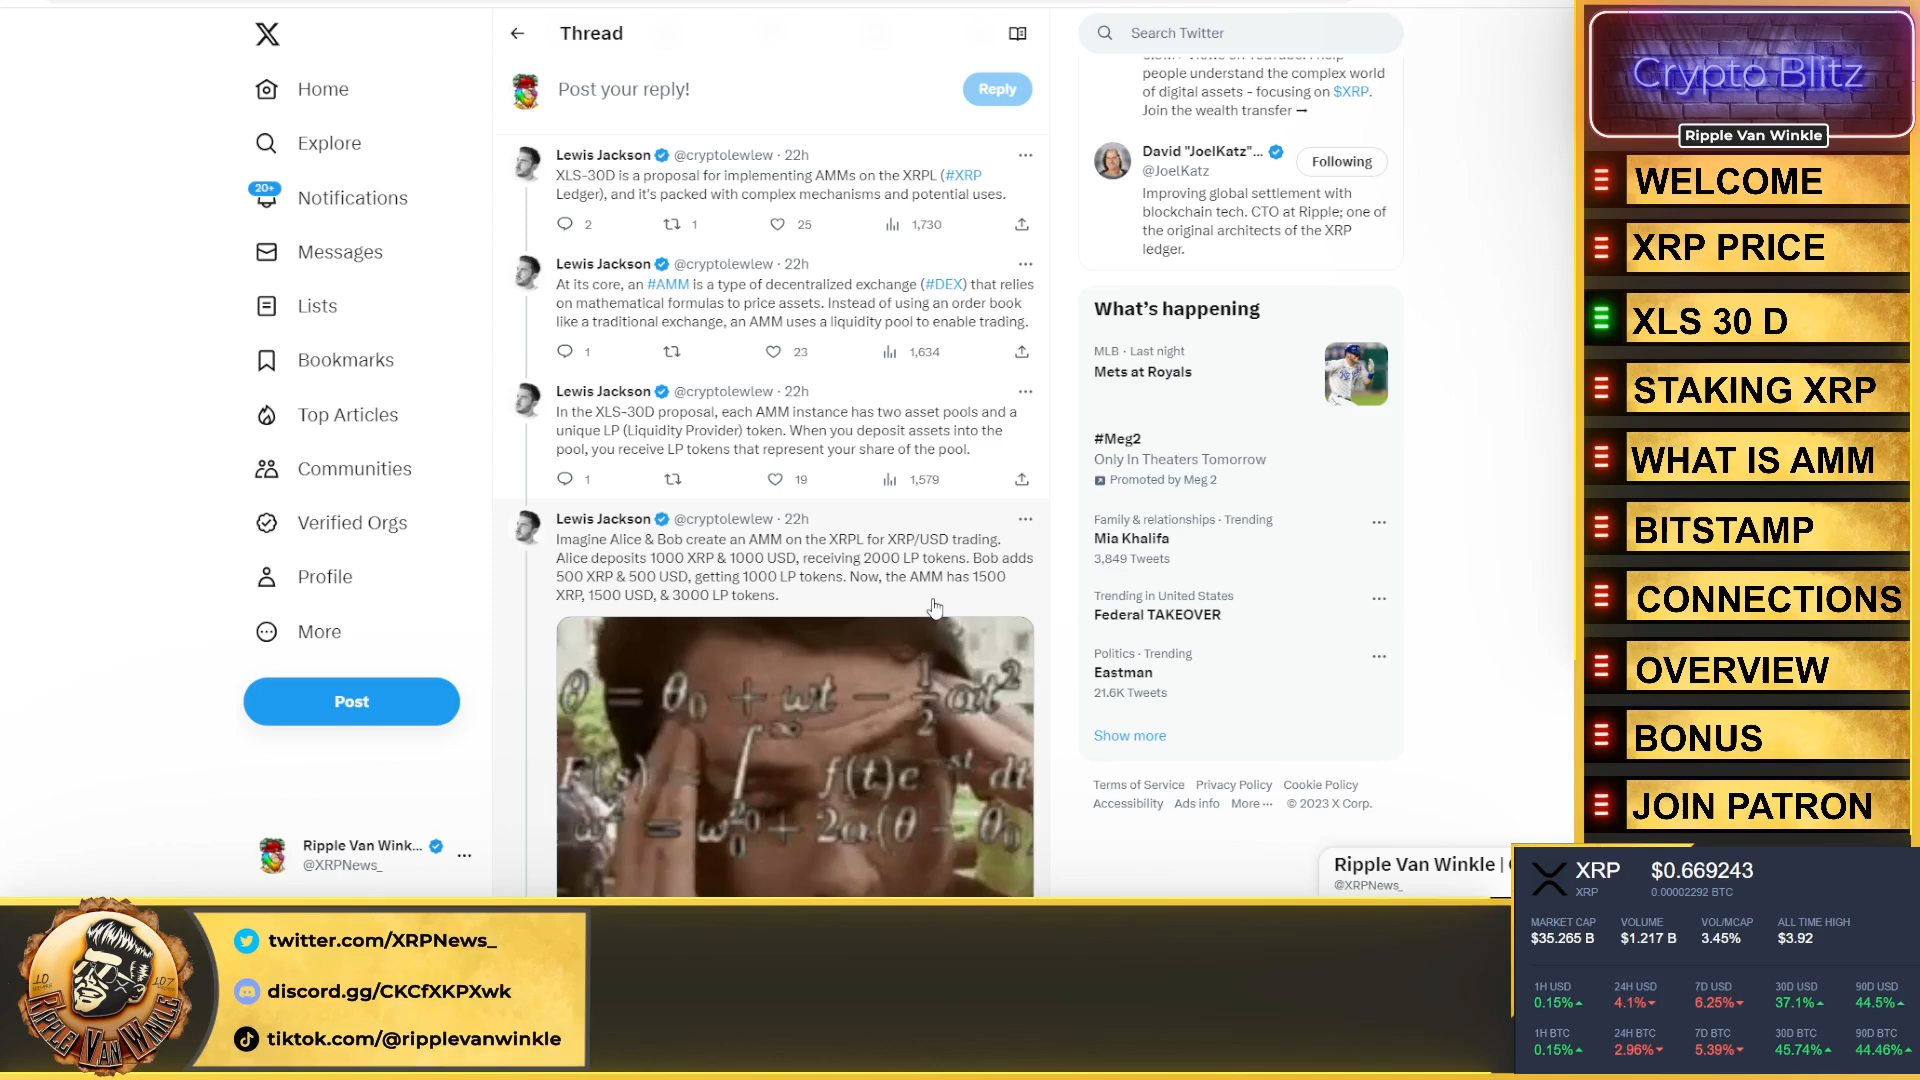 Home
Explore
20+
Notifications
Messages
Lists
Bookmarks
Top Articles
Communities
Verified Orgs
Profile
More
Post
Ripple Van Wink...
@XRPNews_
Thread
Post your reply!
Reply
Lewis Jackson @cryptolewlew · 22h
XLS-30D is a proposal for implementing AMMs on the XRPL (#XRP
Ledger), and it's packed with complex mechanisms and potential uses.
2 1 25 1,730
Lewis Jackson @cryptolewlew · 22h
At its core, an #AMM is a type of decentralized exchange (#DEX) that relies
on mathematical formulas to price assets. Instead of using an order book
like a traditional exchange, an AMM uses a liquidity pool to enable trading.
1 23 1,634
Lewis Jackson @cryptolewlew · 22h
In the XLS-30D proposal, each AMM instance has two asset pools and a
unique LP (Liquidity Provider) token. When you deposit assets into the
pool, you receive LP tokens that represent your share of the pool.
1 19 1,579
Lewis Jackson @cryptolewlew · 22h
Imagine Alice & Bob create an AMM on the XRPL for XRP/USD trading.
Alice deposits 1000 XRP & 1000 USD, receiving 2000 LP tokens. Bob adds
500 XRP & 500 USD, getting 1000 LP tokens. Now, the AMM has 1500
XRP, 1500 USD, & 3000 LP tokens.
Search Twitter
people understand the complex world
of digital assets - focusing on $XRP.
Join the wealth transfer
David "JoelKatz"...
@JoelKatz
Following
Improving global settlement with
blockchain tech. CTO at Ripple; one of
the original architects of the XRP
ledger.
What's happening
MLB · Last night
Mets at Royals
#Meg2
Only In Theaters Tomorrow
Promoted by Meg 2
Family & relationships · Trending
Mia Khalifa
3,849 Tweets
Trending in United States
Federal TAKEOVER
Politics · Trending
Eastman
21.6K Tweets
Show more
Terms of Service Privacy Policy Cookie Policy
Accessibility Ads info More ··· © 2023 X Corp.
Ripple Van Winkle |
@XRPNews_
Crypto Blitz
Ripple Van Winkle
WELCOME
XRP PRICE
XLS 30 D
STAKING XRP
WHAT IS AMM
BITSTAMP
CONNECTIONS
OVERVIEW
BONUS
JOIN PATRON
XRP $0.669243
XRP 0.00002292 BTC
MARKET CAP VOLUME VOL/MCAP ALL TIME HIGH
$35.265 B $1.217 B 3.45% $3.92
1H USD 24H USD 7D USD 30D USD 90D USD
0.15% 4.1% 6.25% 37.1% 44.5%
1H BTC 24H BTC 7D BTC 30D BTC 90D BTC
0.15% 2.96% 5.39% 45.74% 44.46%
RIPPLE VAN WINKLE
twitter.com/XRPNews_
discord.gg/CKCfXKPXwk
tiktok.com/@ripplevanwinkle